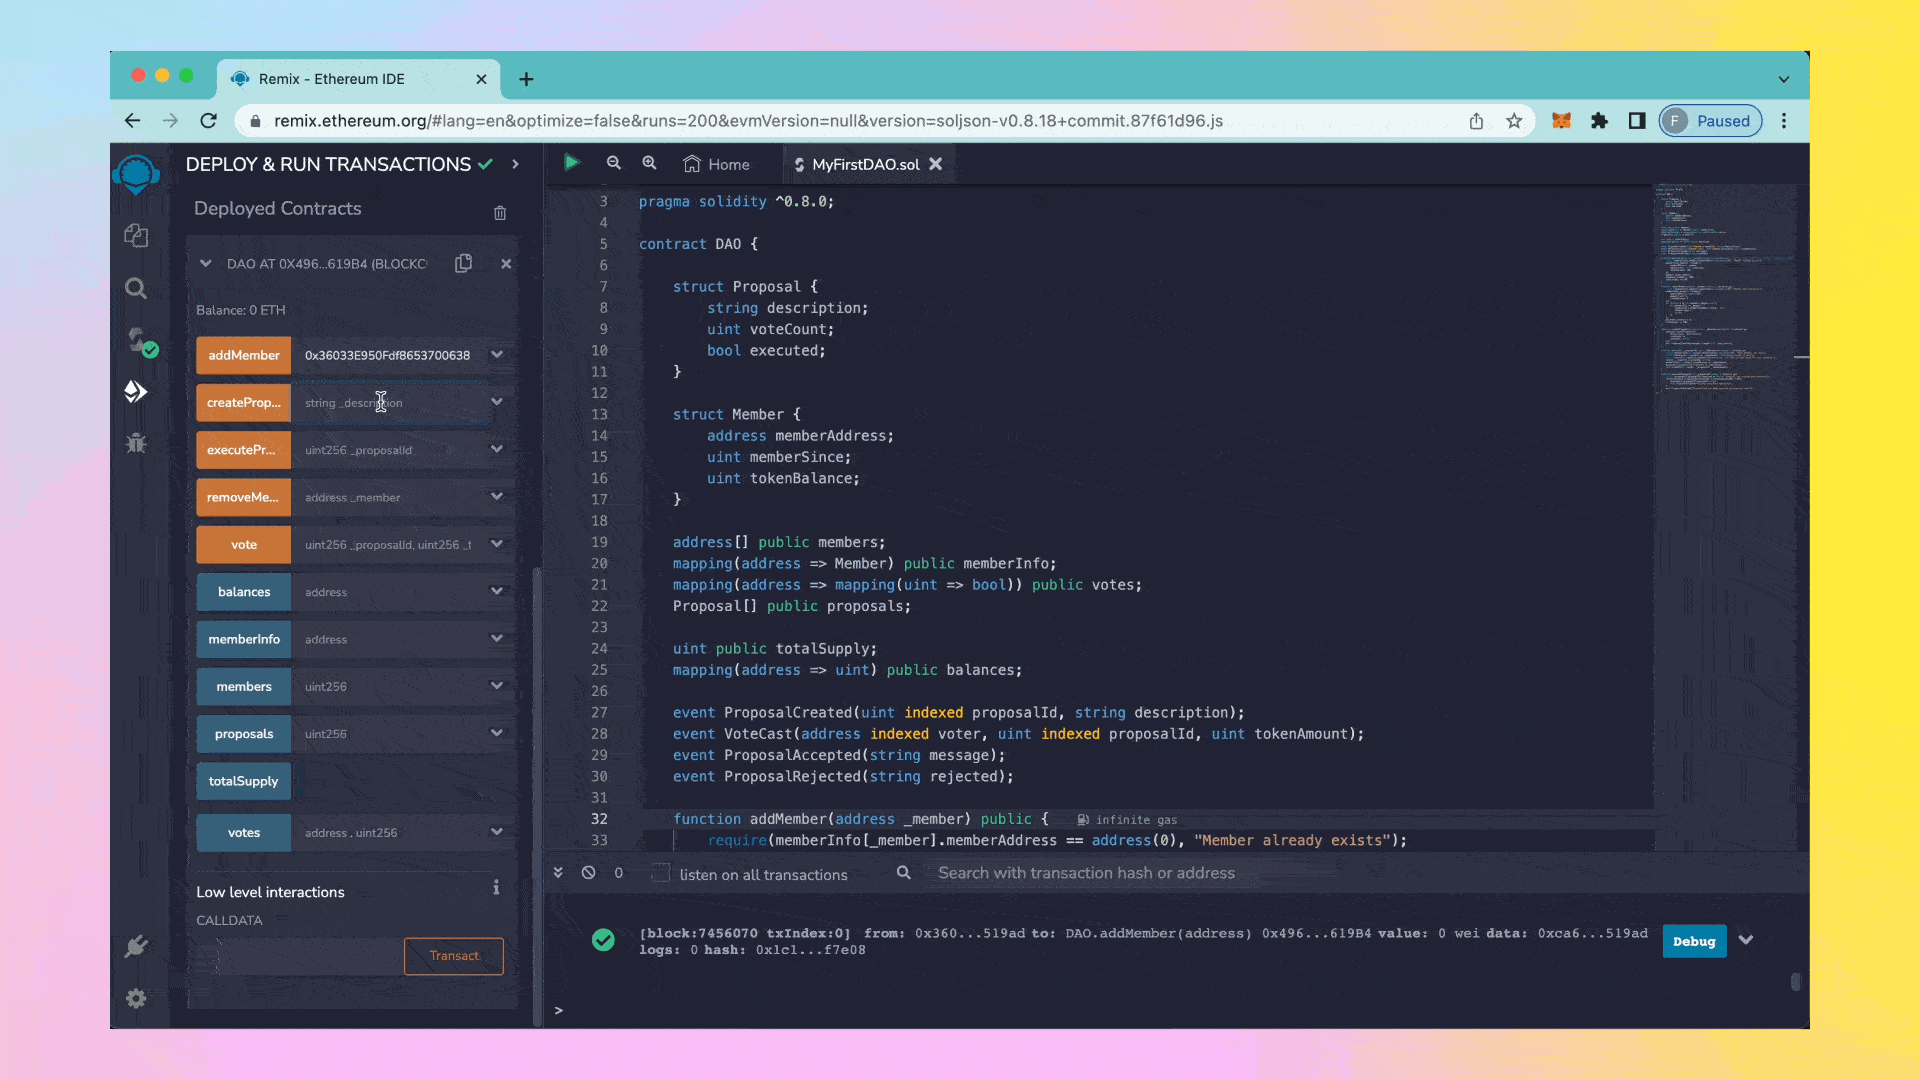 Remix - Ethereum IDE
remix.ethereum.org/#lang=en&optimize=false&runs=200&evmVersion=null&version=soljson-v0.8.18+commit.87f61d96.js
F Paused
DEPLOY & RUN TRANSACTIONS
Deployed Contracts
DAO AT 0X496...619B4 (BLOCKC
Balance: 0 ETH
addMember 0x36033E950Fdf8653700638
createProp... string _description
executePr... uint256 _proposalId
removeMe... address _member
vote uint256 _proposalId, uint256 _t
balances address
memberInfo address
members uint256
proposals uint256
totalSupply
votes address , uint256
Low level interactions
CALLDATA
Transact
Home
MyFirstDAO.sol
3 pragma solidity ^0.8.0;
4
5 contract DAO {
6
7 struct Proposal {
8 string description;
9 uint voteCount;
10 bool executed;
11 }
12
13 struct Member {
14 address memberAddress;
15 uint memberSince;
16 uint tokenBalance;
17 }
18
19 address[] public members;
20 mapping(address => Member) public memberInfo;
21 mapping(address => mapping(uint => bool)) public votes;
22 Proposal[] public proposals;
23
24 uint public totalSupply;
25 mapping(address => uint) public balances;
26
27 event ProposalCreated(uint indexed proposalId, string description);
28 event VoteCast(address indexed voter, uint indexed proposalId, uint tokenAmount);
29 event ProposalAccepted(string message);
30 event ProposalRejected(string rejected);
31
32 function addMember(address _member) public { infinite gas
33 require(memberInfo[_member].memberAddress == address(0), "Member already exists");
0 listen on all transactions Search with transaction hash or address
[block:7456070 txIndex:0] from: 0x360...519ad to: DAO.addMember(address) 0x496...619B4 value: 0 wei data: 0xca6...519ad
logs: 0 hash: 0x1c1...f7e08
Debug
>